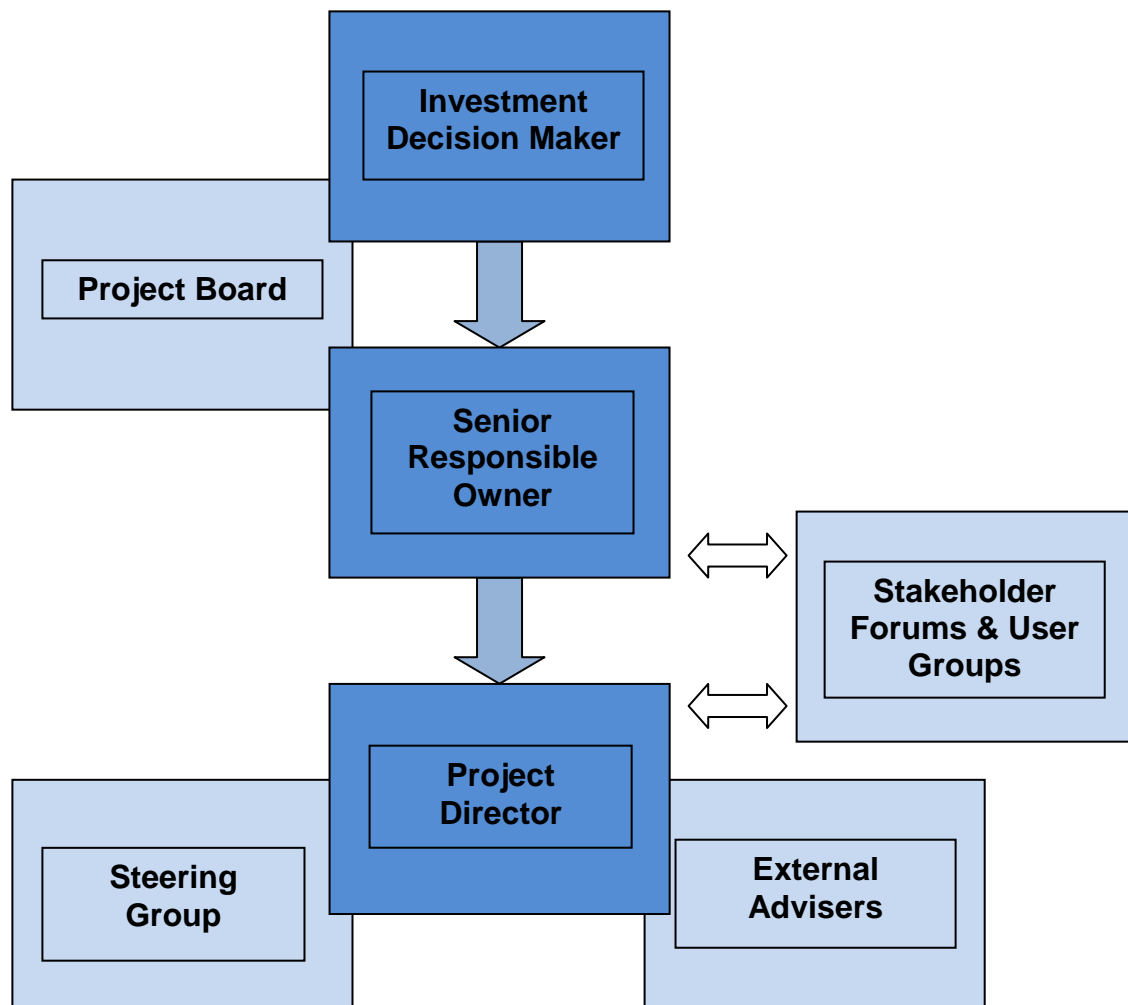 Investment
Decision Maker
Project Board
Senior
Responsible
Owner
Stakeholder
Forums & User
Groups
Project
Director
Steering
Group
External
Advisers